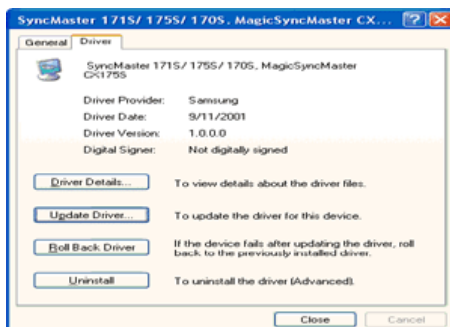 SyncMaster 171S/ 175S/ 170S, MagicSyncMaster CX...
General
Driver
SyncMaster 171S/ 175S/ 170S, MagicSyncMaster
CX175S
Driver Provider: Samsung
Driver Date: 9/11/2001
Driver Version: 1.0.0.0
Digital Signer: Not digitally signed
Driver Details... To view details about the driver files.
Update Driver... To update the driver for this device.
Roll Back Driver If the device fails after updating the driver, roll
back to the previously installed driver.
Uninstall To uninstall the driver (Advanced).
Close Cancel